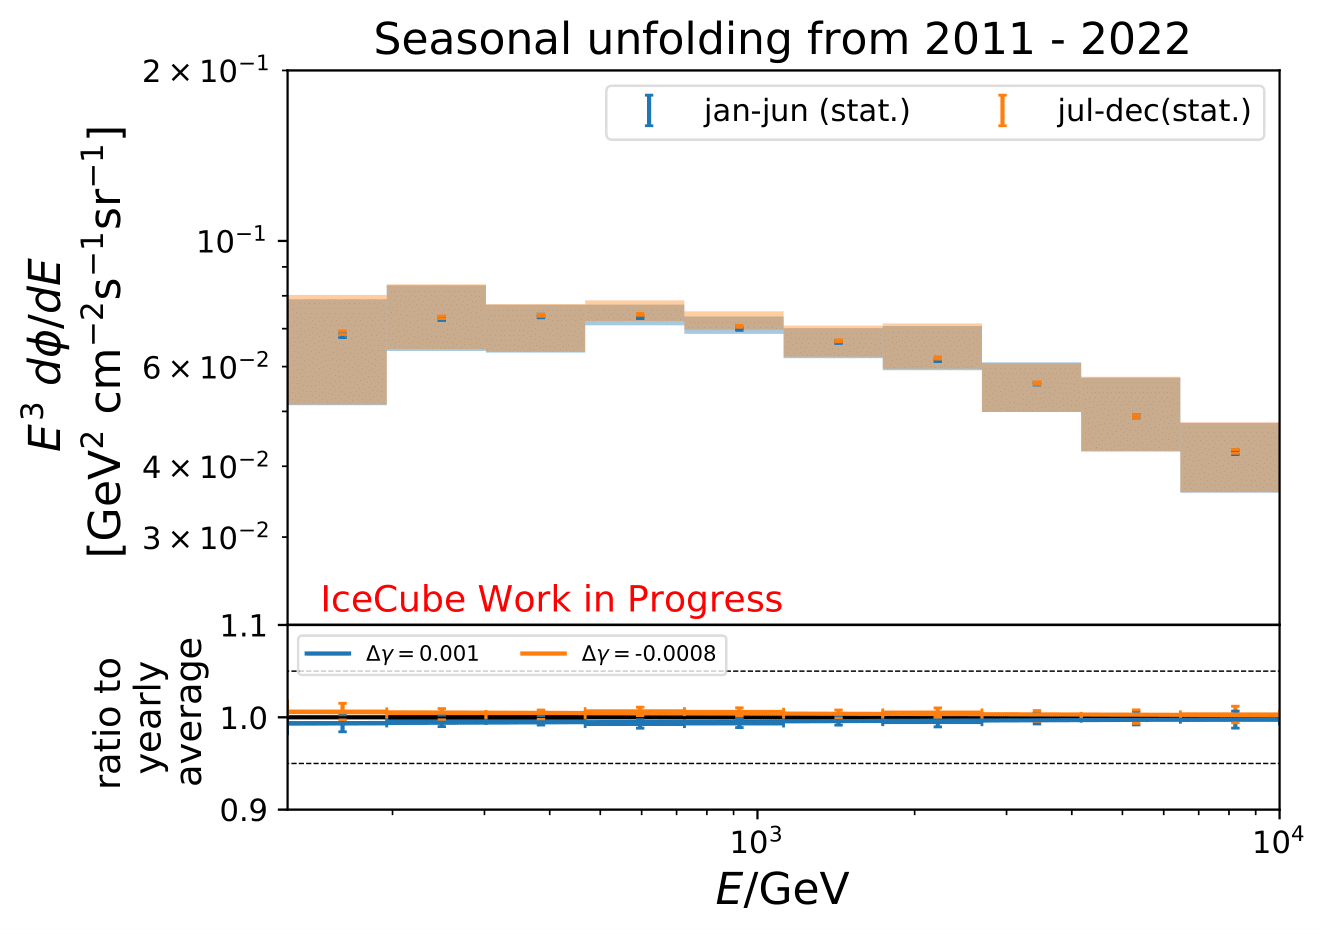 Seasonal unfolding from 2011 - 2022
2 × 10⁻¹
10⁻¹
6 × 10⁻²
4 × 10⁻²
3 × 10⁻²
E³ dϕ/dE
[GeV² cm⁻²s⁻¹sr⁻¹]
jan-jun (stat.) jul-dec(stat.)
IceCube Work in Progress
1.1
1.0
0.9
ratio to
yearly
average
Δγ = 0.001 Δγ = -0.0008
10³ 10⁴
E/GeV